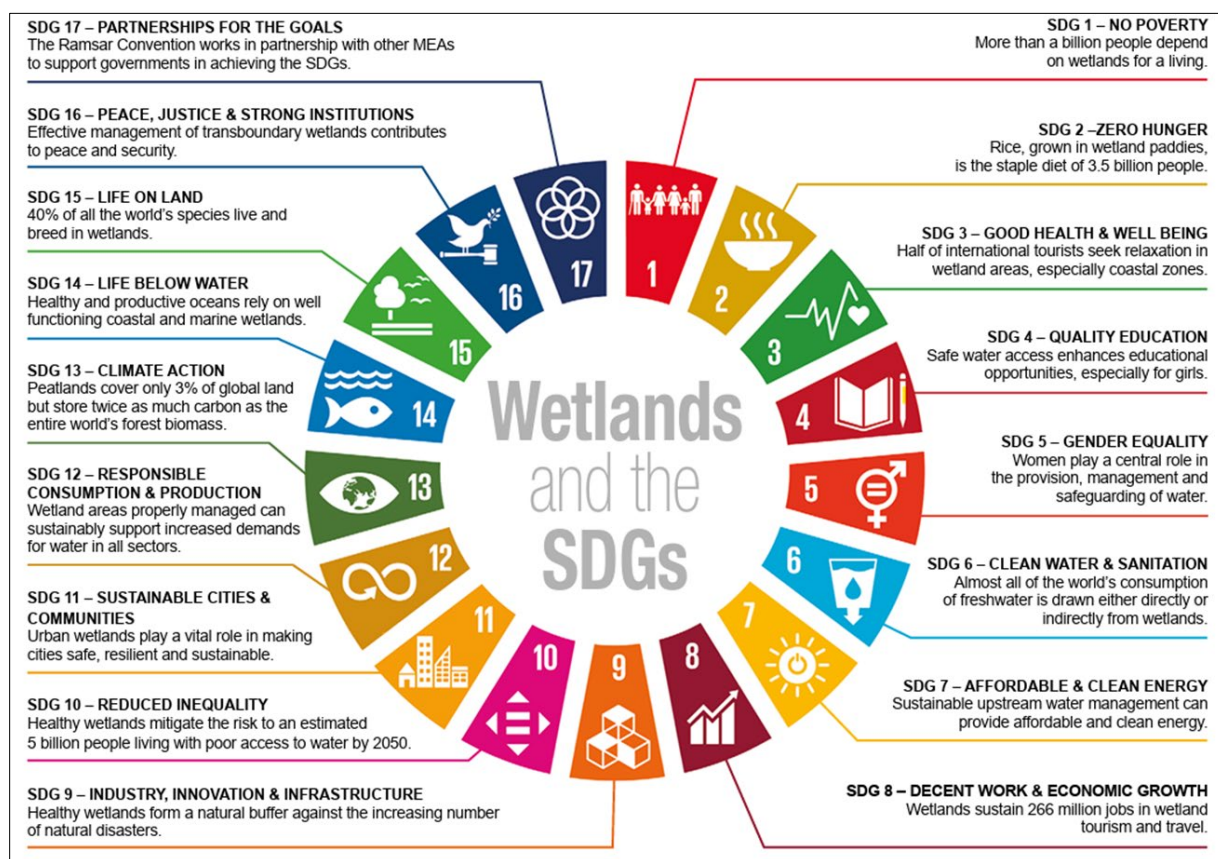 SDG 17 – PARTNERSHIPS FOR THE GOALS
The Ramsar Convention works in partnership with other MEAs
to support governments in achieving the SDGs.
SDG 16 – PEACE, JUSTICE & STRONG INSTITUTIONS
Effective management of transboundary wetlands contributes
to peace and security.
SDG 15 – LIFE ON LAND
40% of all the world's species live and
breed in wetlands.
SDG 14 – LIFE BELOW WATER
Healthy and productive oceans rely on well
functioning coastal and marine wetlands.
SDG 13 – CLIMATE ACTION
Peatlands cover only 3% of global land
but store twice as much carbon as the
entire world's forest biomass.
SDG 12 – RESPONSIBLE
CONSUMPTION & PRODUCTION
Wetland areas properly managed can
sustainably support increased demands
for water in all sectors.
SDG 11 – SUSTAINABLE CITIES &
COMMUNITIES
Urban wetlands play a vital role in making
cities safe, resilient and sustainable.
SDG 10 – REDUCED INEQUALITY
Healthy wetlands mitigate the risk to an estimated
5 billion people living with poor access to water by 2050.
SDG 9 – INDUSTRY, INNOVATION & INFRASTRUCTURE
Healthy wetlands form a natural buffer against the increasing number
of natural disasters.
SDG 1 – NO POVERTY
More than a billion people depend
on wetlands for a living.
SDG 2 –ZERO HUNGER
Rice, grown in wetland paddies,
is the staple diet of 3.5 billion people.
SDG 3 – GOOD HEALTH & WELL BEING
Half of international tourists seek relaxation in
wetland areas, especially coastal zones.
SDG 4 – QUALITY EDUCATION
Safe water access enhances educational
opportunities, especially for girls.
SDG 5 – GENDER EQUALITY
Women play a central role in
the provision, management and
safeguarding of water.
SDG 6 – CLEAN WATER & SANITATION
Almost all of the world's consumption
of freshwater is drawn either directly or
indirectly from wetlands.
SDG 7 – AFFORDABLE & CLEAN ENERGY
Sustainable upstream water management can
provide affordable and clean energy.
SDG 8 – DECENT WORK & ECONOMIC GROWTH
Wetlands sustain 266 million jobs in wetland
tourism and travel.
Wetlands
and the
SDGs
1
2
3
4
5
6
7
8
9
10
11
12
13
14
15
16
17